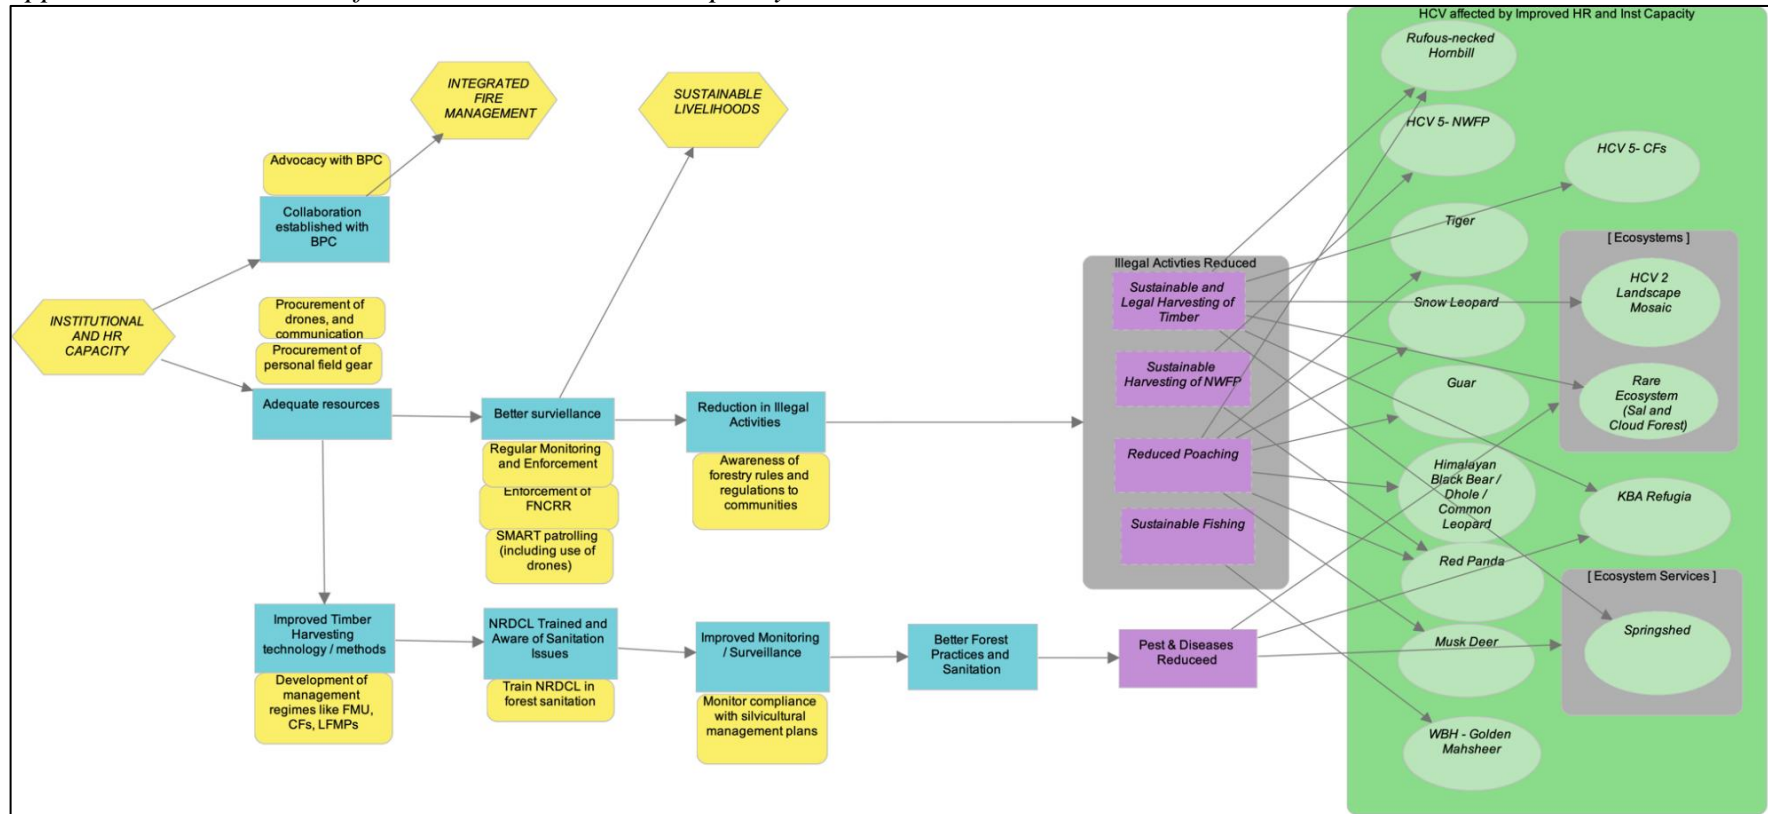 HCV affected by Improved HR and Inst Capacity
Rufous-necked
Hornbill
INTEGRATED
FIRE
MANAGEMENT
SUSTAINABLE
LIVELIHOODS
HCV 5- NWFP
HCV 5- CFs
Advocacy with BPC
Collaboration
established with
BPC
Tiger
[ Ecosystems ]
Illegal Activties Reduced
HCV 2
Landscape
Mosaic
Sustainable and
Legal Harvesting of
Timber
Snow Leopard
Procurement of
drones, and
communication
INSTITUTIONAL
AND HR
CAPACITY
Procurement of
personal field gear
Sustainable
Harvesting of NWFP
Guar
Rare
Ecosystem
(Sal and
Cloud Forest)
Adequate resources
Better surviellance
Reduction in Illegal
Activities
Regular Monitoring
and Enforcement
Enforcement of
FNCRR
SMART patrolling
(including use of
drones)
Awareness of
forestry rules and
regulations to
communities
Reduced Poaching
Himalayan
Black Bear /
Dhole /
Common
Leopard
KBA Refugia
Sustainable Fishing
Red Panda
[ Ecosystem Services ]
Improved Timber
Harvesting
technology / methods
NRDCL Trained and
Aware of Sanitation
Issues
Improved Monitoring
/ Surveillance
Better Forest
Practices and
Sanitation
Pest & Diseases
Reduceed
Musk Deer
Springshed
Development of
management
regimes like FMU,
CFs, LFMPs
Train NRDCL in
forest sanitation
Monitor compliance
with silvicultural
management plans
WBH - Golden
Mahsheer